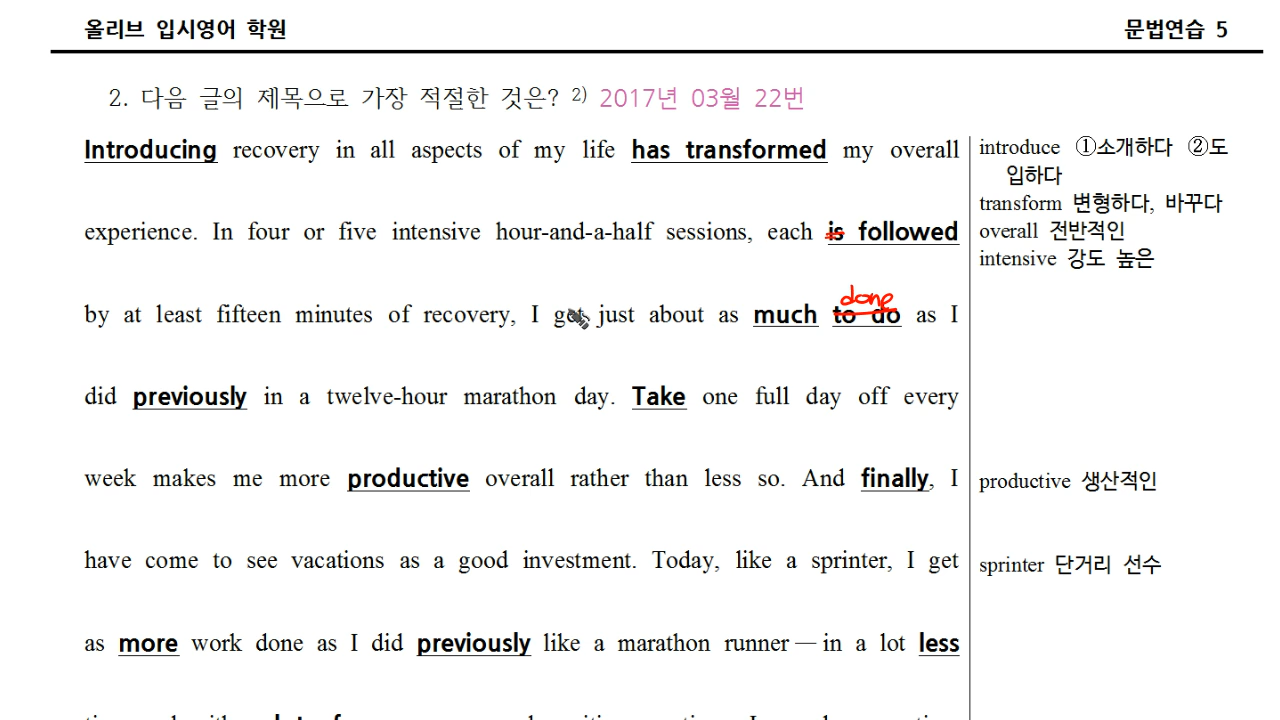 올리브 입시영어 학원
문법연습 5
2. 다음 글의 제목으로 가장 적절한 것은? 2) 2017년 03월 22번
Introducing recovery in all aspects of my life has transformed my overall
experience. In four or five intensive hour-and-a-half sessions, each is followed
done
by at least fifteen minutes of recovery, I get just about as much to do as I
did previously in a twelve-hour marathon day. Take one full day off every
week makes me more productive overall rather than less so. And finally, I
have come to see vacations as a good investment. Today, like a sprinter, I get
as more work done as I did previously like a marathon runner — in a lot less
introduce ①소개하다 ②도
입하다
transform 변형하다, 바꾸다
overall 전반적인
intensive 강도 높은
productive 생산적인
sprinter 단거리 선수